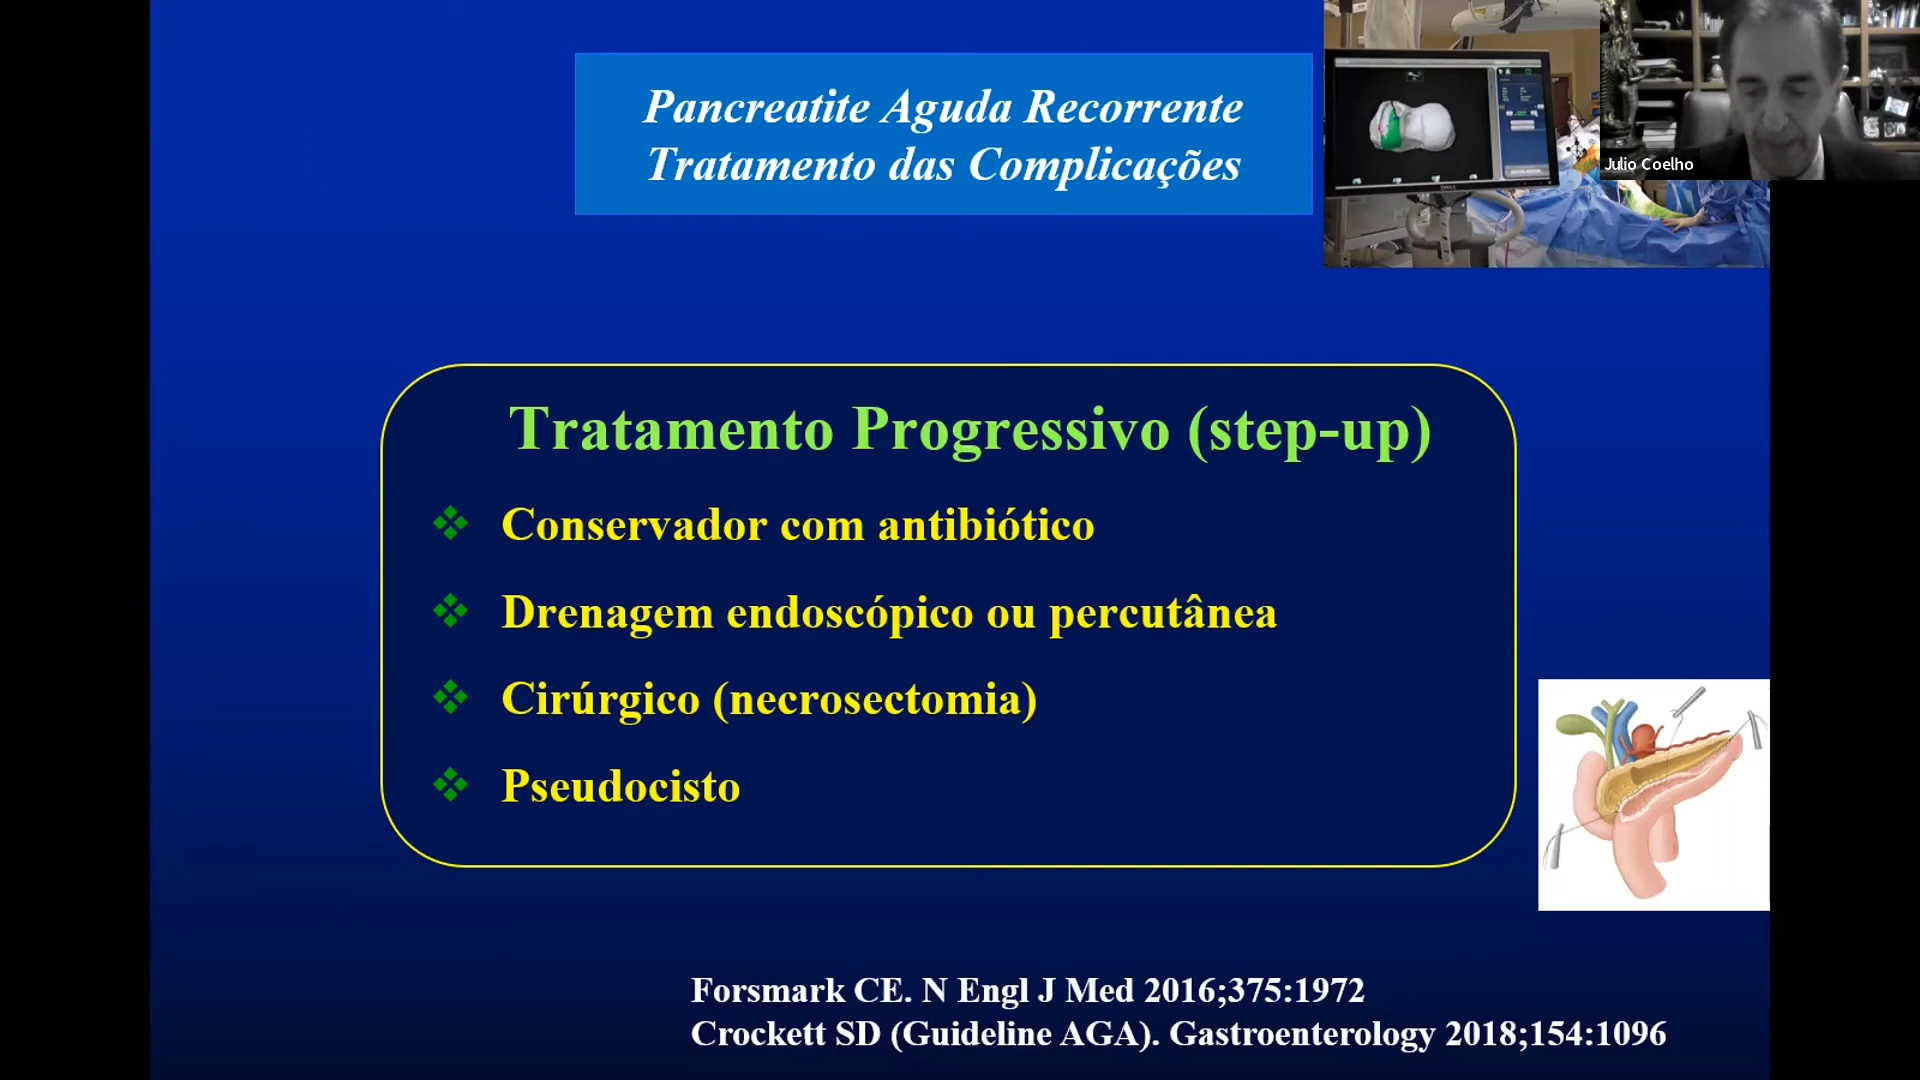 Pancreatite Aguda Recorrente
Tratamento das Complicações
Julio Coelho
Tratamento Progressivo (step-up)
Conservador com antibiótico
Drenagem endoscópico ou percutânea
Cirúrgico (necrosectomia)
Pseudocisto
Forsmark CE. N Engl J Med 2016;375:1972
Crockett SD (Guideline AGA). Gastroenterology 2018;154:1096